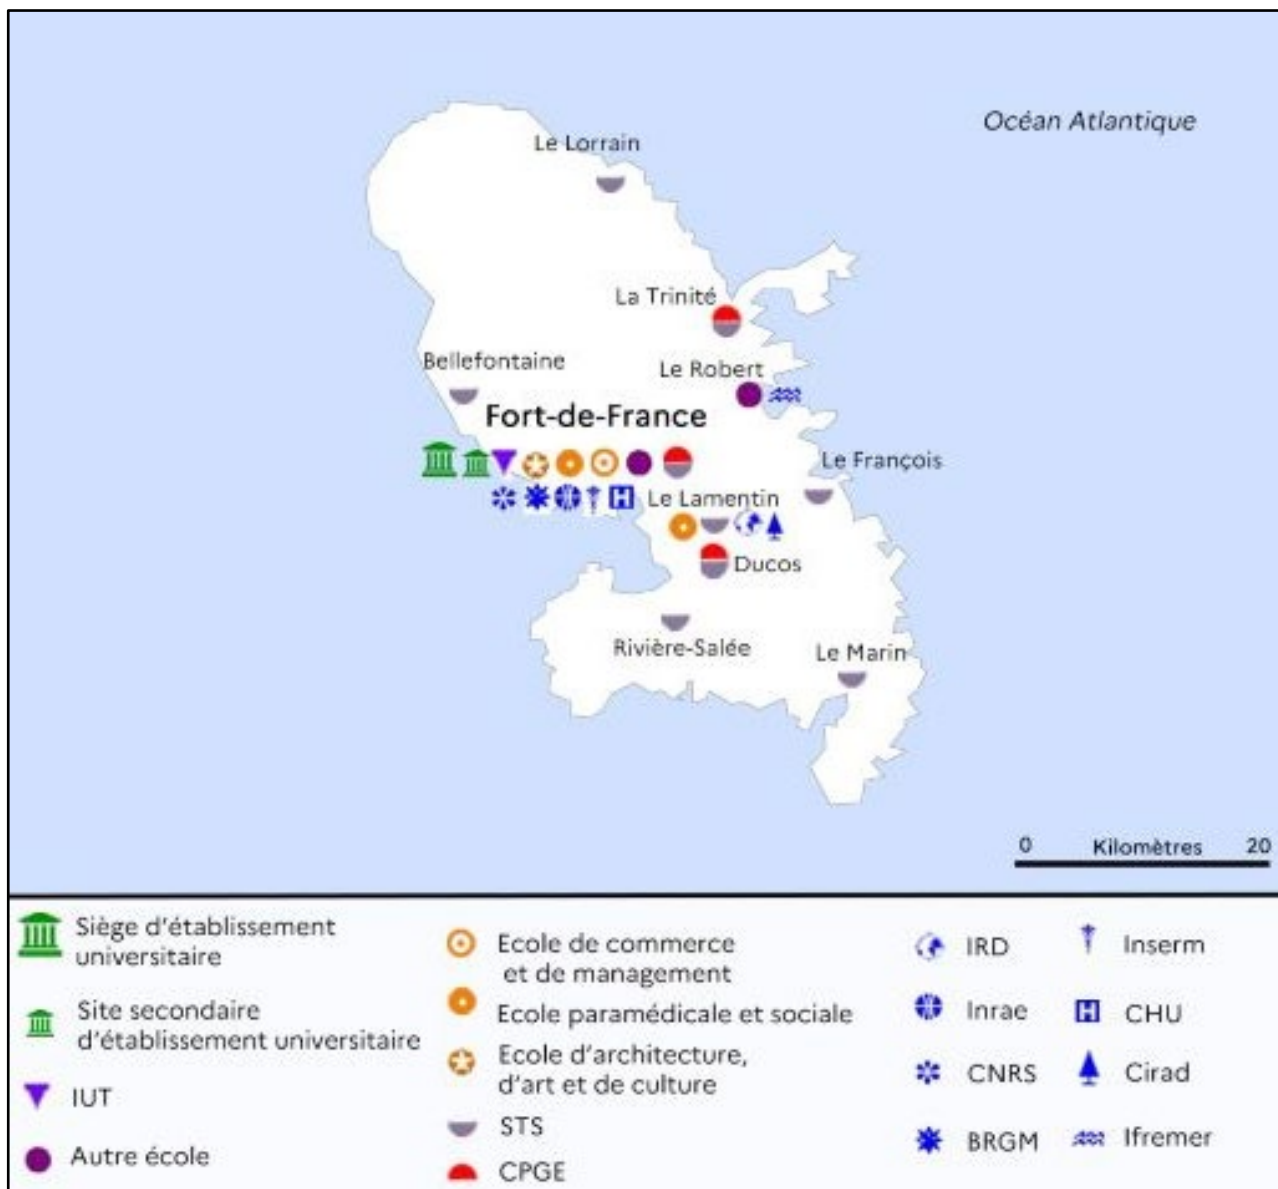 Océan Atlantique
Le Lorrain
La Trinité
Bellefontaine
Le Robert
Fort-de-France
Le François
Le Lamentin
Ducos
Rivière-Salée
Le Marin
0 Kilomètres 20
Siège d'établissement
universitaire
Site secondaire
d'établissement universitaire
IUT
Autre école
Ecole de commerce
et de management
Ecole paramédicale et sociale
Ecole d'architecture,
d'art et de culture
STS
CPGE
IRD
Inrae
CNRS
BRGM
Inserm
CHU
Cirad
Ifremer